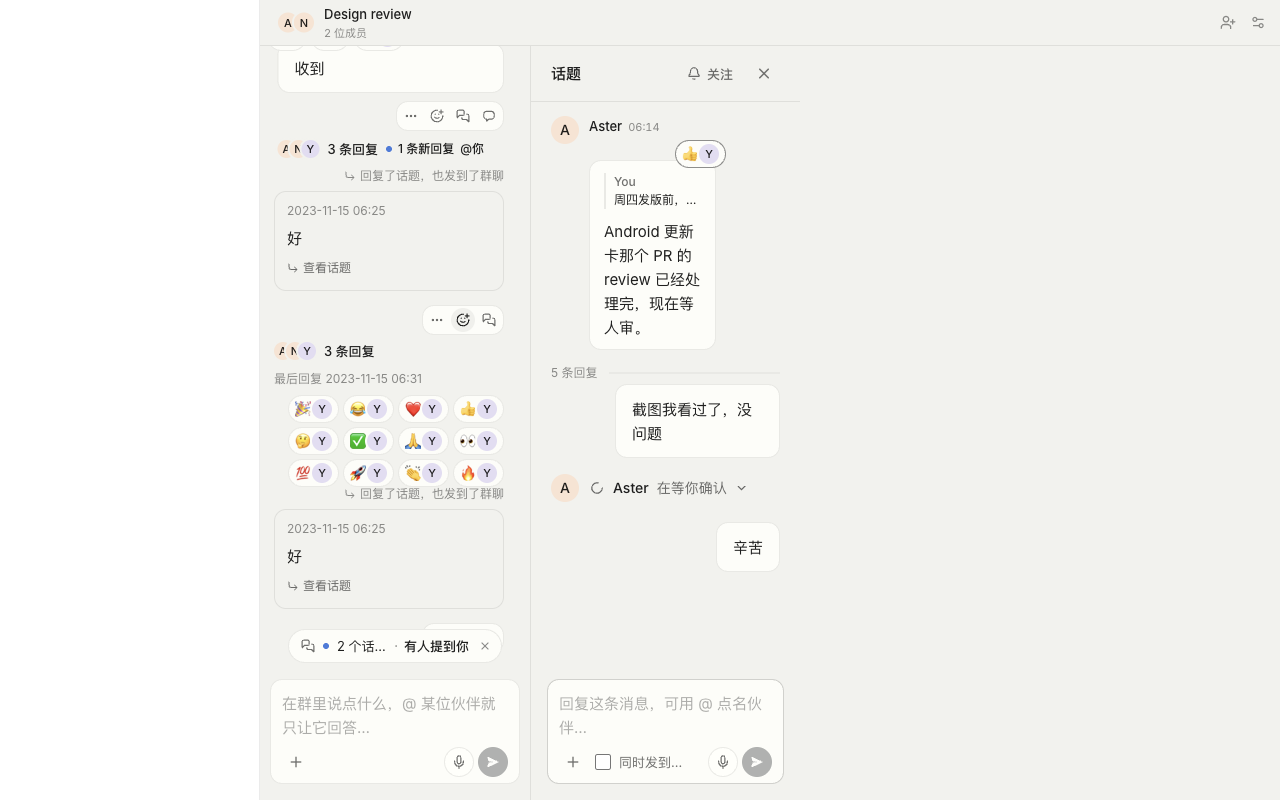 A N Design review
2 位成员
收到
A N Y 3 条回复 1 条新回复 @你
回复了话题，也发到了群聊
2023-11-15 06:25
好
查看话题
A N Y 3 条回复
最后回复 2023-11-15 06:31
🎉 Y 😂 Y ❤️ Y 👍 Y
🤔 Y ✅ Y 🙏 Y 👀 Y
💯 Y 🚀 Y 👏 Y 🔥 Y
回复了话题，也发到了群聊
2023-11-15 06:25
好
查看话题
2 个话… · 有人提到你
在群里说点什么，@ 某位伙伴就
只让它回答…
话题
关注
A Aster 06:14
👍 Y
You
周四发版前，…
Android 更新
卡那个 PR 的
review 已经处
理完，现在等
人审。
5 条回复
截图我看过了，没
问题
A Aster 在等你确认
辛苦
回复这条消息，可用 @ 点名伙
伴…
同时发到…